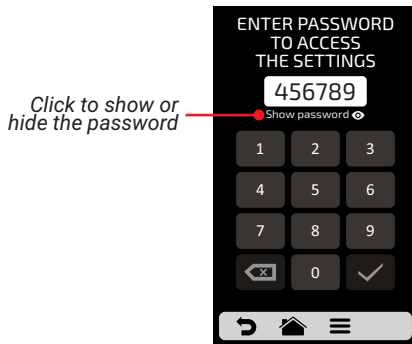 ENTER PASSWORD
TO ACCESS
THE SETTINGS
456789
Click to show or
hide the password
Show password
1 2 3
4 5 6
7 8 9
0